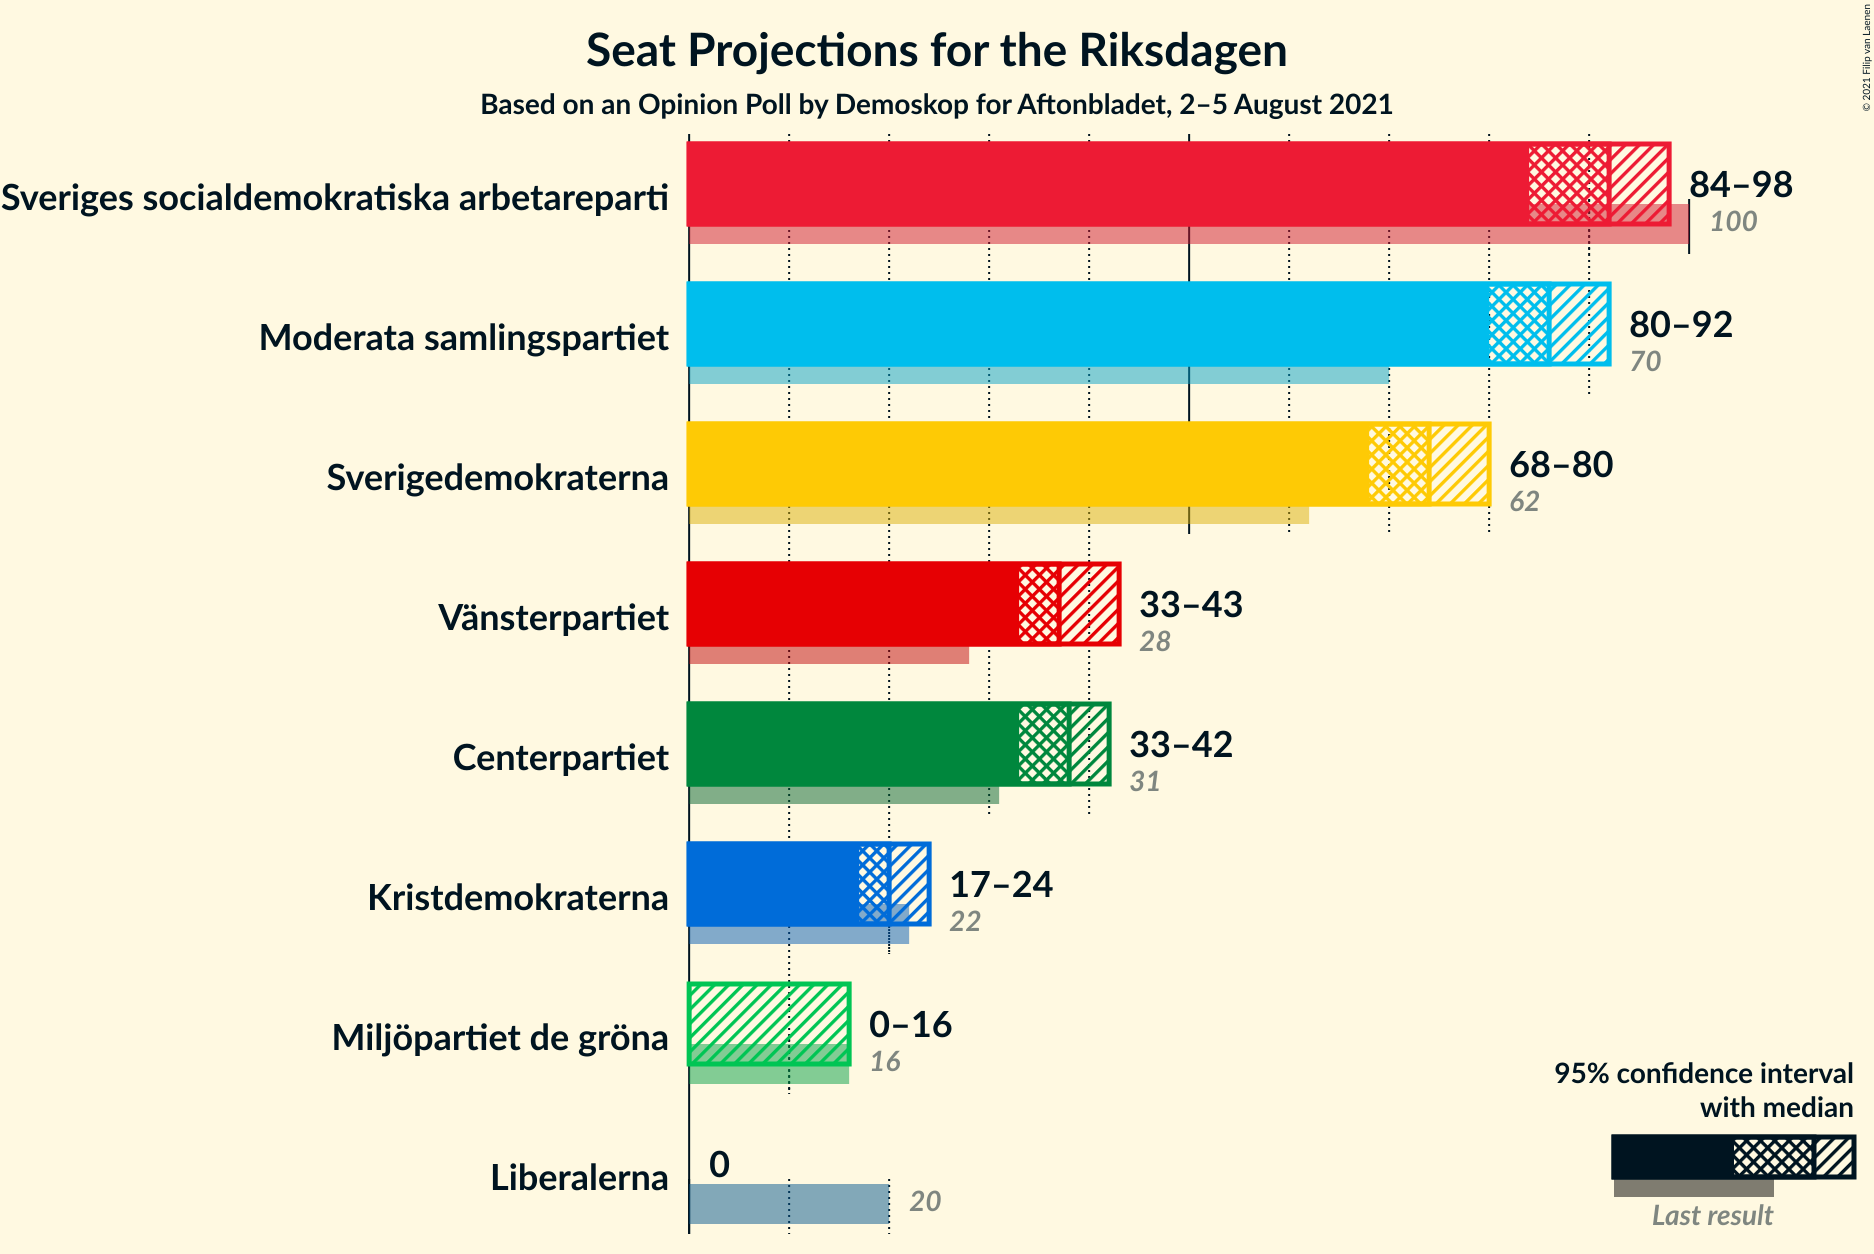 Seat Projections for the Riksdagen
Based on an Opinion Poll by Demoskop for Aftonbladet, 2–5 August 2021
© 2021 Filip van Laenen
Sveriges socialdemokratiska arbetareparti
84–98
100
Moderata samlingspartiet
80–92
70
Sverigedemokraterna
68–80
62
Vänsterpartiet
33–43
28
Centerpartiet
33–42
31
Kristdemokraterna
17–24
22
Miljöpartiet de gröna
0–16
16
Liberalerna
0
20
95% confidence interval
with median
Last result